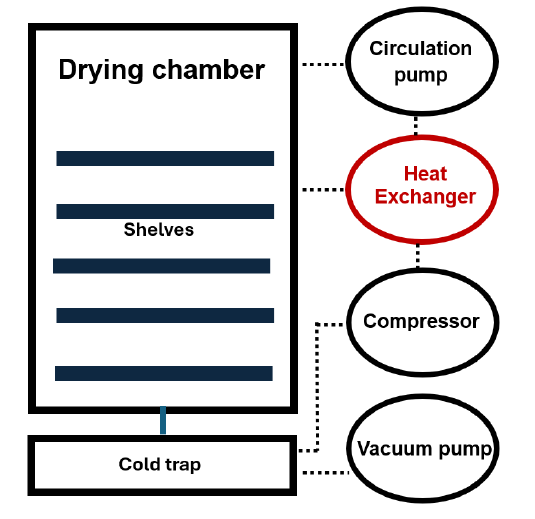 Drying chamber
Shelves
Cold trap
Circulation
pump
Heat
Exchanger
Compressor
Vacuum pump